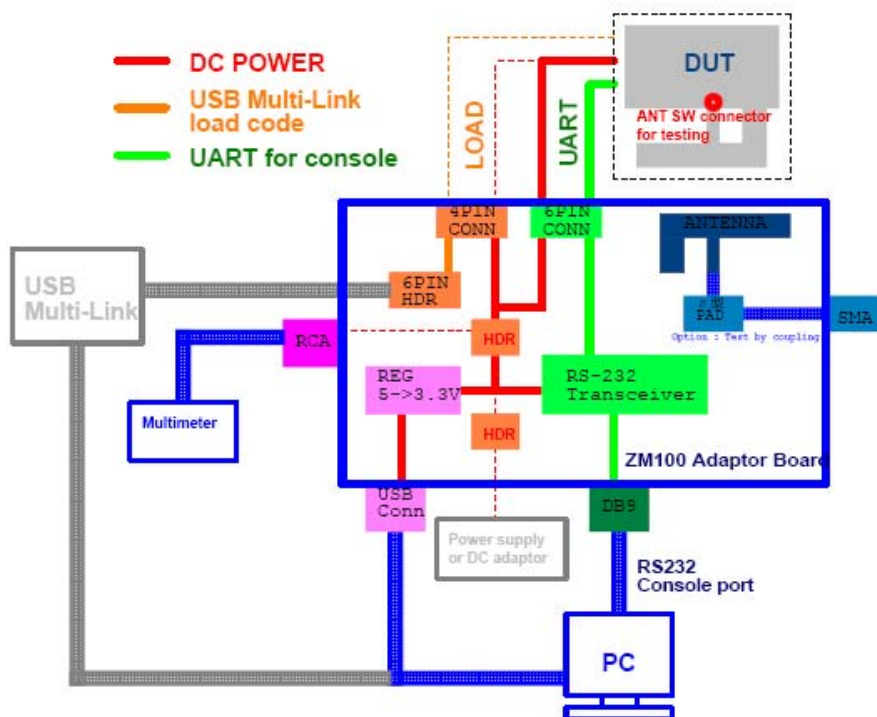 DC POWER
USB Multi-Link
load code
UART for console
LOAD
UART
DUT
ANT SW connector
for testing
4PIN
CONN
6PIN
CONN
ANTENNA
USB
Multi-Link
6PIN
HDR
PAD
SMA
Option : Test by coupling
RCA
HDR
REG
5->3.3V
RS-232
Transceiver
Multimeter
HDR
ZM100 Adaptor Board
USB
Conn
DB9
Power supply
or DC adaptor
RS232
Console port
PC